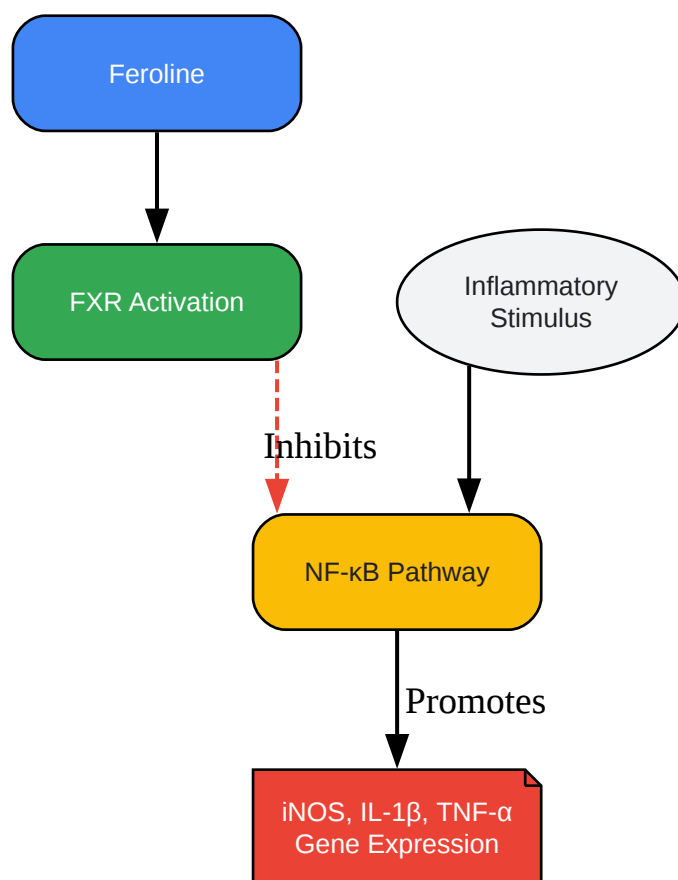 Feroline
FXR Activation
Inflammatory
Stimulus
Inhibits
NF-κB Pathway
Promotes
iNOS, IL-1β, TNF-α
Gene Expression